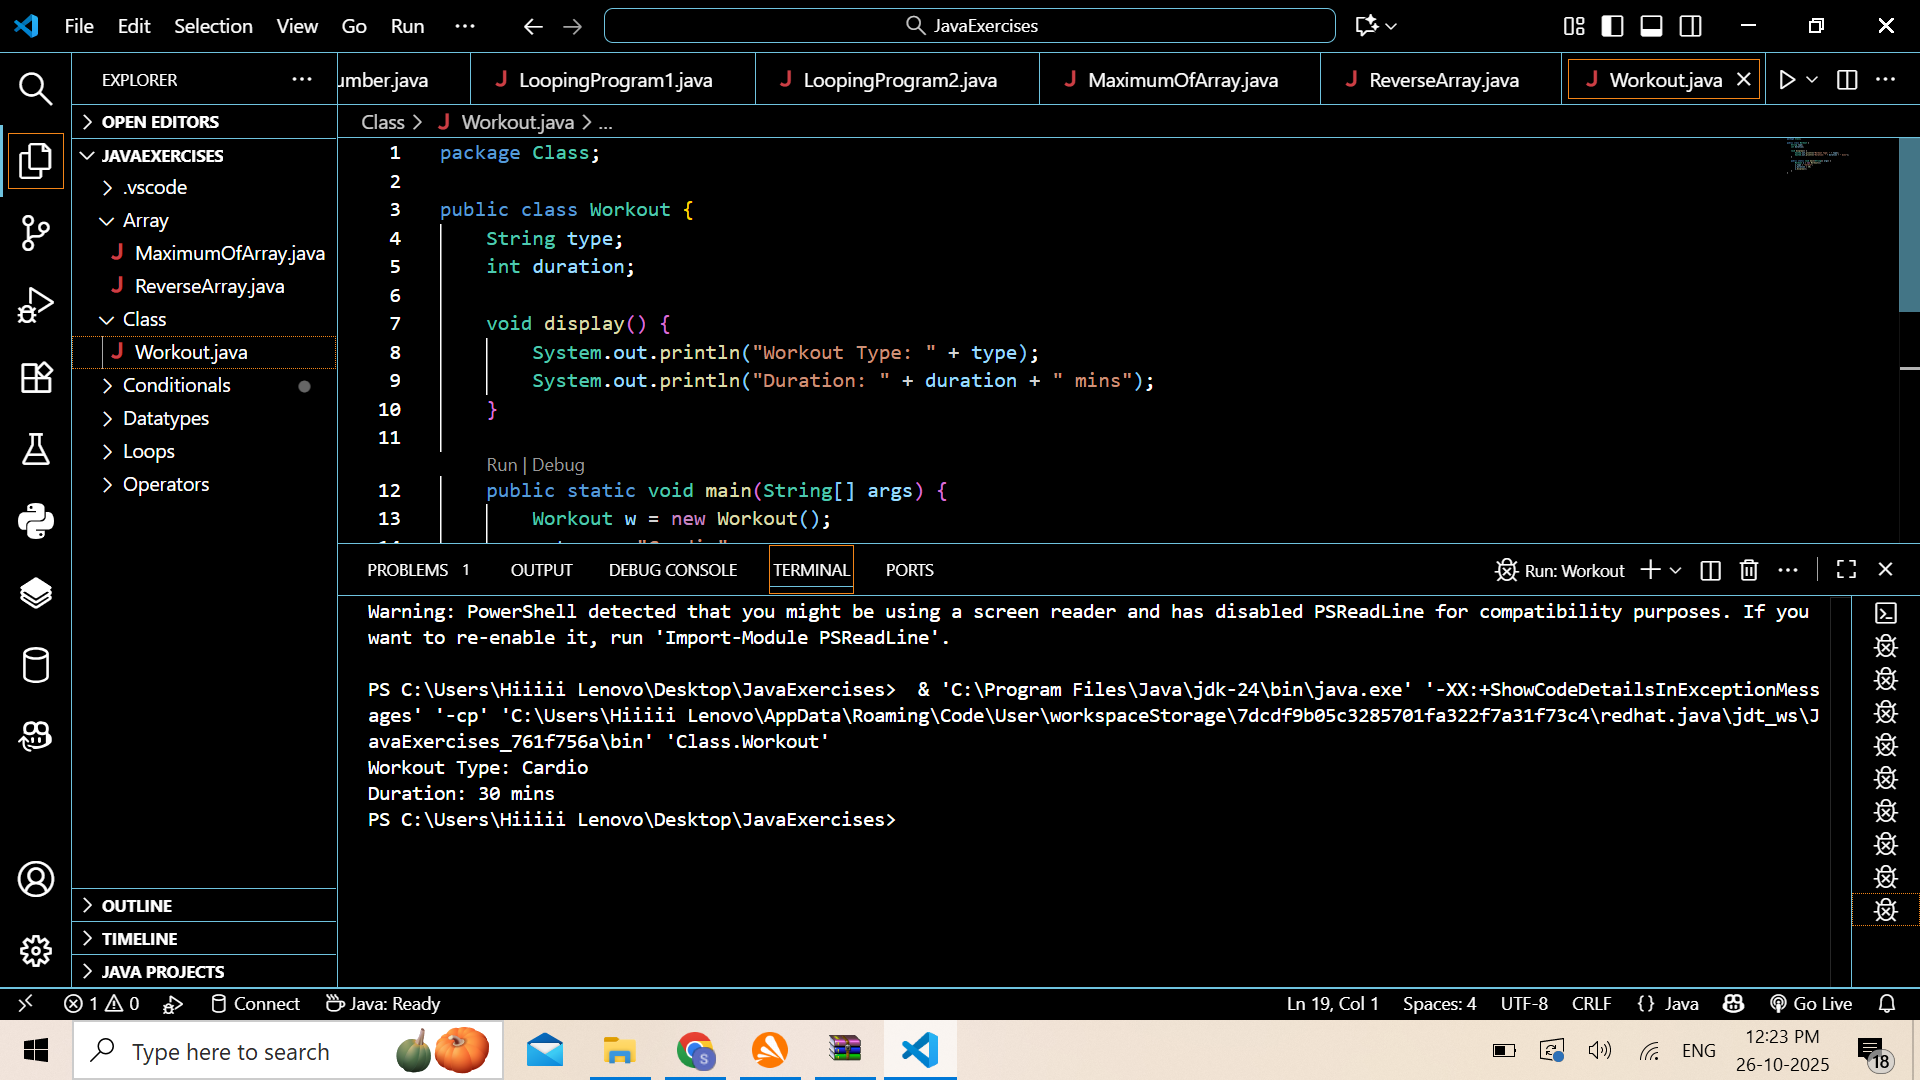 File Edit Selection View Go Run ··· JavaExercises
EXPLORER ···
OPEN EDITORS
JAVAEXERCISES
.vscode
Array
MaximumOfArray.java
ReverseArray.java
Class
Workout.java
Conditionals
Datatypes
Loops
Operators
OUTLINE
TIMELINE
JAVA PROJECTS
umber.java LoopingProgram1.java LoopingProgram2.java MaximumOfArray.java ReverseArray.java Workout.java
Class > Workout.java > ...
1 package Class;
2
3 public class Workout {
4 String type;
5 int duration;
6
7 void display() {
8 System.out.println("Workout Type: " + type);
9 System.out.println("Duration: " + duration + " mins");
10 }
11
Run | Debug
12 public static void main(String[] args) {
13 Workout w = new Workout();
PROBLEMS 1 OUTPUT DEBUG CONSOLE TERMINAL PORTS Run: Workout
Warning: PowerShell detected that you might be using a screen reader and has disabled PSReadLine for compatibility purposes. If you
want to re-enable it, run 'Import-Module PSReadLine'.
PS C:\Users\Hiiiii Lenovo\Desktop\JavaExercises>  & 'C:\Program Files\Java\jdk-24\bin\java.exe' '-XX:+ShowCodeDetailsInExceptionMess
ages' '-cp' 'C:\Users\Hiiiii Lenovo\AppData\Roaming\Code\User\workspaceStorage\7dcdf9b05c3285701fa322f7a31f73c4\redhat.java\jdt_ws\J
avaExercises_761f756a\bin' 'Class.Workout'
Workout Type: Cardio
Duration: 30 mins
PS C:\Users\Hiiiii Lenovo\Desktop\JavaExercises>
1 0 Connect Java: Ready Ln 19, Col 1 Spaces: 4 UTF-8 CRLF {} Java Go Live
Type here to search
S
ENG
12:23 PM
26-10-2025
18